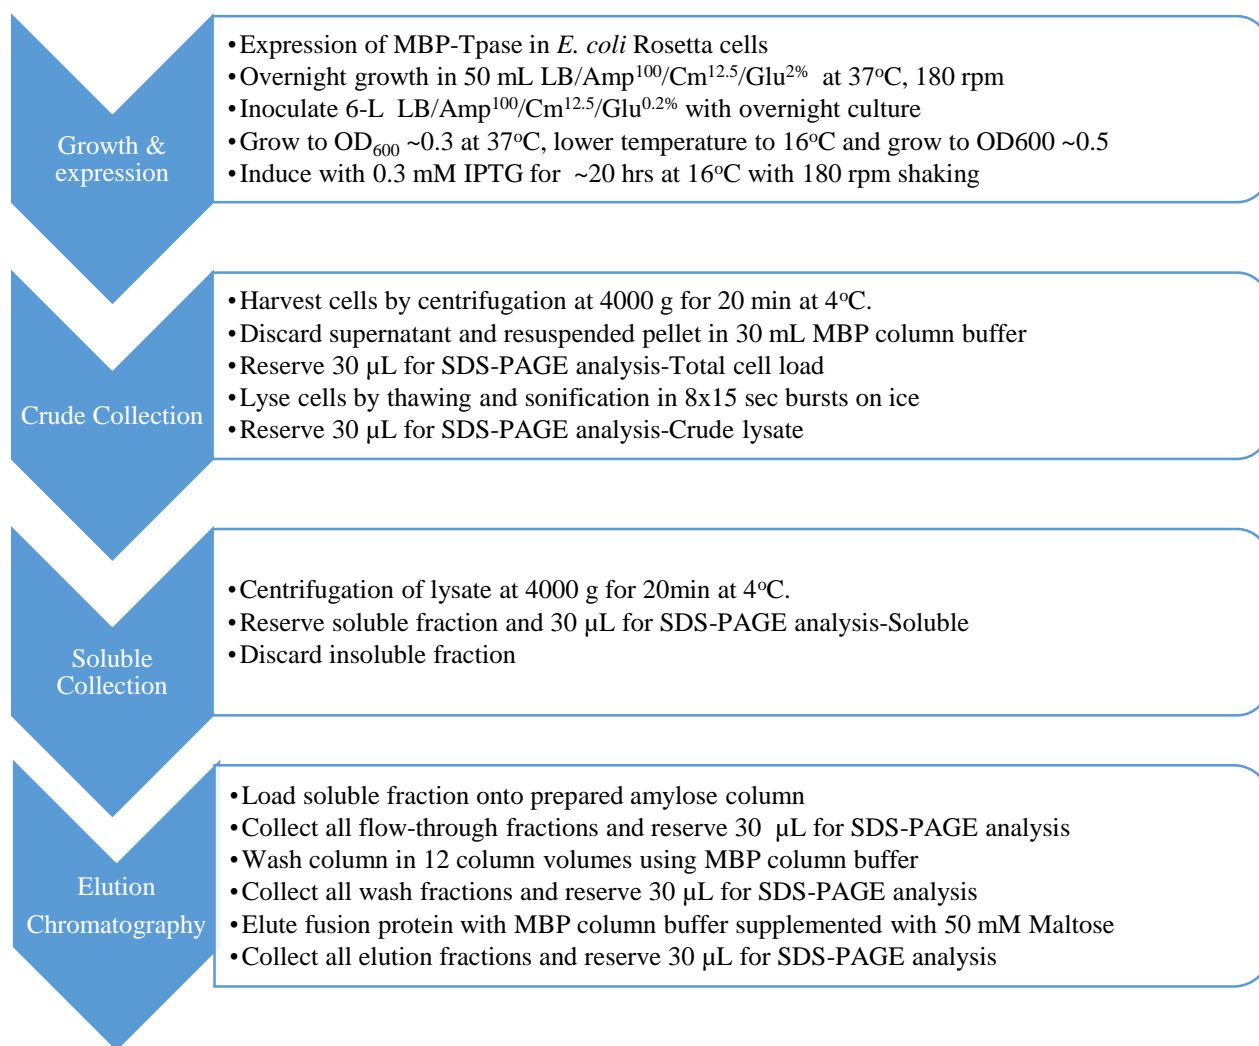 Growth &
expression
•Expression of MBP-Tpase in E. coli Rosetta cells
•Overnight growth in 50 mL LB/Amp100/Cm12.5/Glu2% at 37oC, 180 rpm
•Inoculate 6-L LB/Amp100/Cm12.5/Glu0.2% with overnight culture
•Grow to OD600 ~0.3 at 37oC, lower temperature to 16oC and grow to OD600 ~0.5
•Induce with 0.3 mM IPTG for ~20 hrs at 16oC with 180 rpm shaking
Crude Collection
•Harvest cells by centrifugation at 4000 g for 20 min at 4oC.
•Discard supernatant and resuspended pellet in 30 mL MBP column buffer
•Reserve 30 µL for SDS-PAGE analysis-Total cell load
•Lyse cells by thawing and sonification in 8x15 sec bursts on ice
•Reserve 30 µL for SDS-PAGE analysis-Crude lysate
Soluble
Collection
•Centrifugation of lysate at 4000 g for 20min at 4oC.
•Reserve soluble fraction and 30 µL for SDS-PAGE analysis-Soluble
•Discard insoluble fraction
Elution
Chromatography
•Load soluble fraction onto prepared amylose column
•Collect all flow-through fractions and reserve 30 µL for SDS-PAGE analysis
•Wash column in 12 column volumes using MBP column buffer
•Collect all wash fractions and reserve 30 µL for SDS-PAGE analysis
•Elute fusion protein with MBP column buffer supplemented with 50 mM Maltose
•Collect all elution fractions and reserve 30 µL for SDS-PAGE analysis